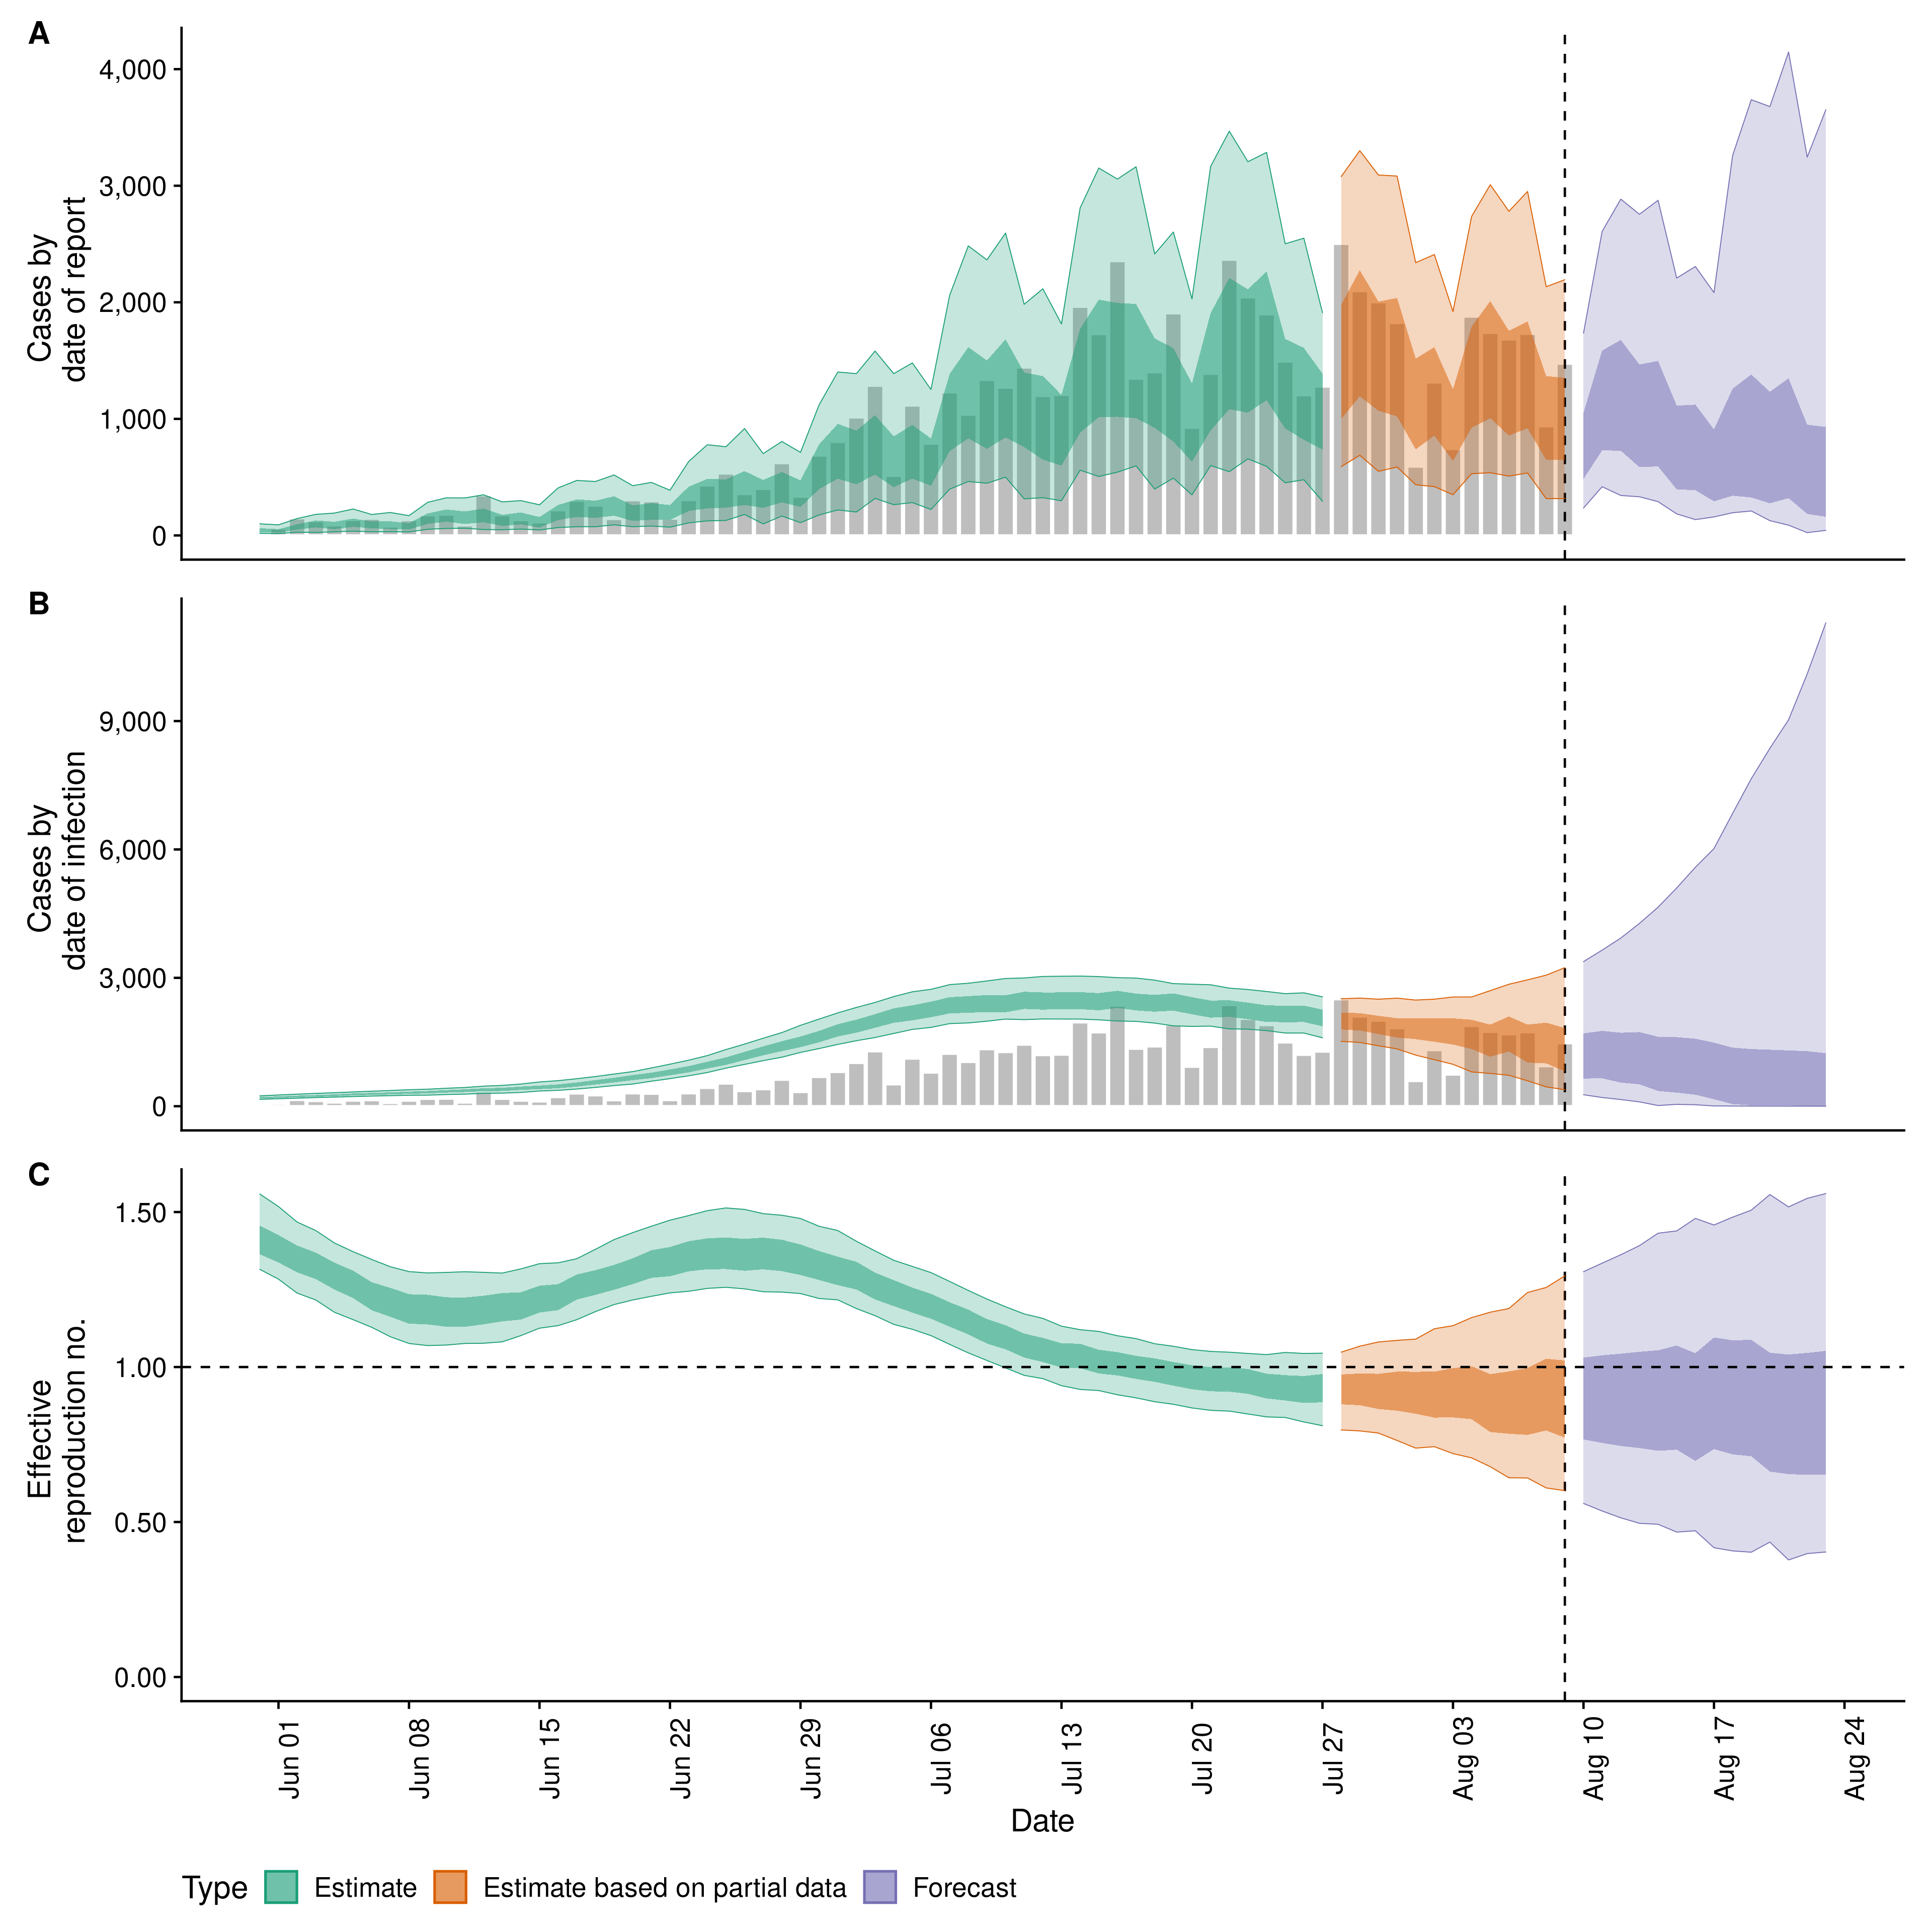 A
4,000
3,000
2,000
1,000
0
Cases by
date of report
B
9,000
6,000
3,000
0
Cases by
date of infection
C
1.50
1.00
0.50
0.00
Effective
reproduction no.
Jun 01
Jun 08
Jun 15
Jun 22
Jun 29
Jul 06
Jul 13
Jul 20
Jul 27
Aug 03
Aug 10
Aug 17
Aug 24
Date
Type Estimate Estimate based on partial data Forecast